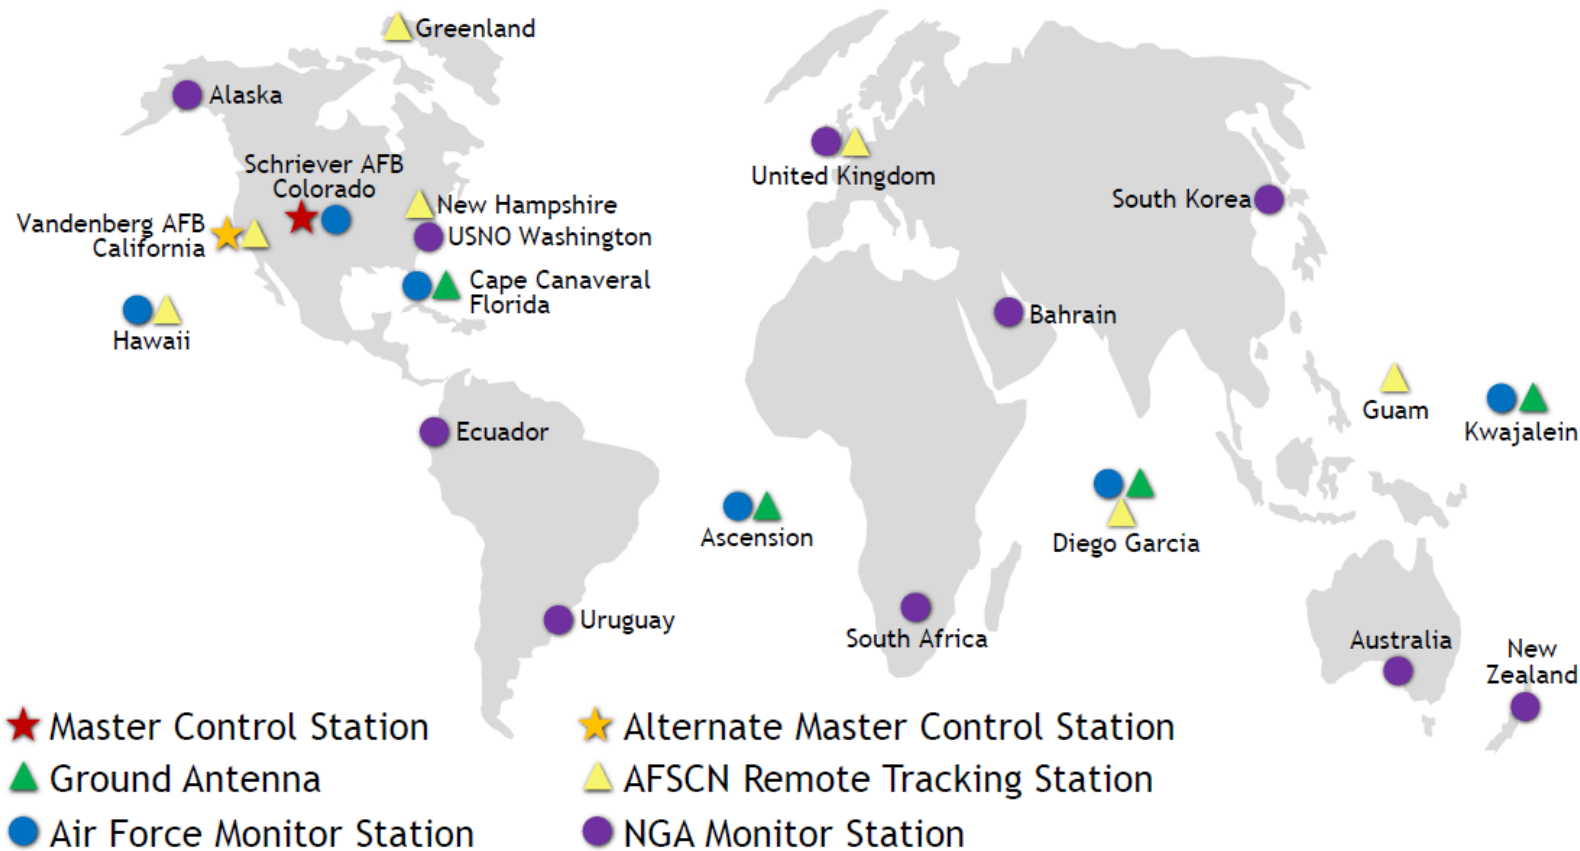 Greenland
Alaska
Schriever AFB
Colorado
Vandenberg AFB
California
New Hampshire
USNO Washington
Cape Canaveral
Florida
Hawaii
United Kingdom
South Korea
Bahrain
Guam
Kwajalein
Ecuador
Ascension
Diego Garcia
Uruguay
South Africa
Australia
New
Zealand
Master Control Station
Alternate Master Control Station
Ground Antenna
AFSCN Remote Tracking Station
Air Force Monitor Station
NGA Monitor Station